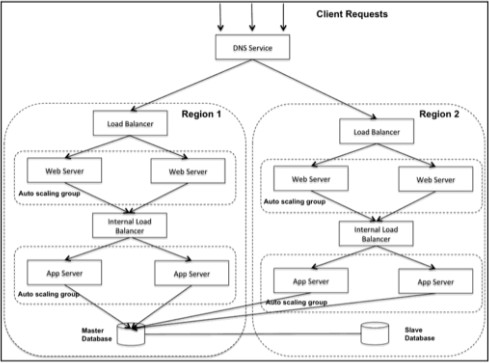 Client Requests
DNS Service
Region 1
Load Balancer
Web Server
Web Server
Auto scaling group
Internal Load
Balancer
App Server
App Server
Auto scaling group
Master
Database
Region 2
Load Balancer
Web Server
Web Server
Auto scaling group
Internal Load
Balancer
App Server
App Server
Auto scaling group
Slave
Database